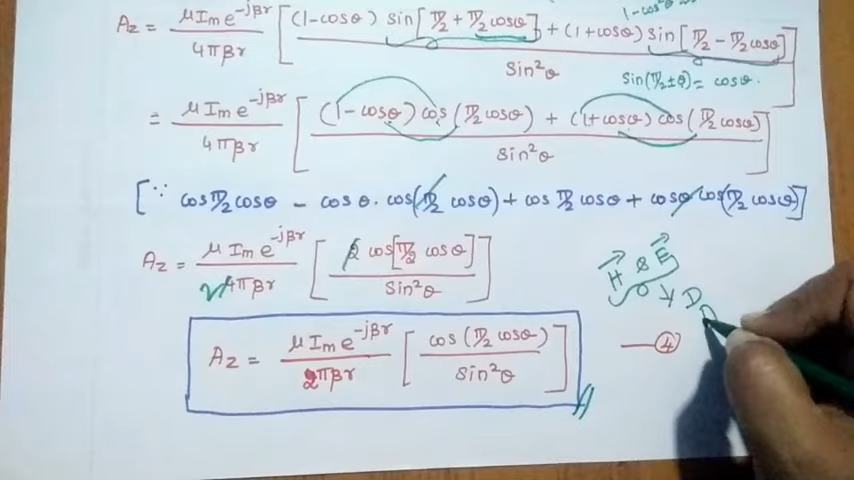 1-cos²θ
Az = μIm e^-jβr / 4πβr [ (1-cosθ) sin[π/2 + π/2 cosθ] + (1+cosθ) sin[π/2 - π/2 cosθ] / Sin²θ ]
Sin(π/2±θ) = cosθ.
= μIm e^-jβr / 4πβr [ (1-cosθ) cos(π/2 cosθ) + (1+cosθ) cos(π/2 cosθ) / Sin²θ ]
[∵ cos π/2 cosθ - cosθ. cos(π/2 cosθ) + cos π/2 cosθ + cosθ cos(π/2 cosθ)]
Az = μIm e^-jβr / 4πβr [ 2 cos[π/2 cosθ] / Sin²θ ]
H & E
Az = μIm e^-jβr / 2πβr [ cos(π/2 cosθ) / sin²θ ] — ④